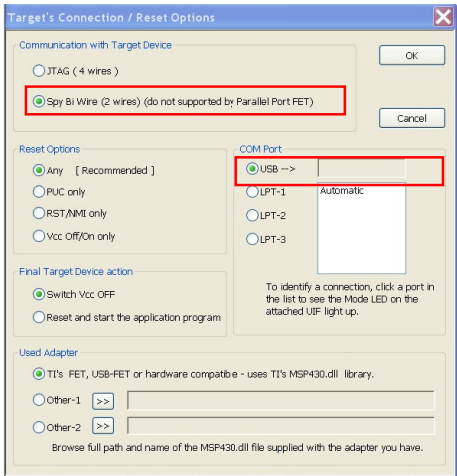 Target's Connection / Reset Options
Communication with Target Device
OK
JTAG ( 4 wires )
Spy Bi Wire (2 wires) (do not supported by Parallel Port FET)
Cancel
Reset Options
COM Port
Any [ Recommended ]
USB -->
PUC only
LPT-1
Automatic
RST/NMI only
LPT-2
Vcc Off/On only
LPT-3
Final Target Device action
To identify a connection, click a port in
Switch Vcc OFF
the list to see the Mode LED on the
attached UIF light up.
Reset and start the application program
Used Adapter
TI's FET, USB-FET or hardware compatible - uses TI's MSP430.dll library.
Other-1 >>
Other-2 >>
Browse full path and name of the MSP430.dll file supplied with the adapter you have.